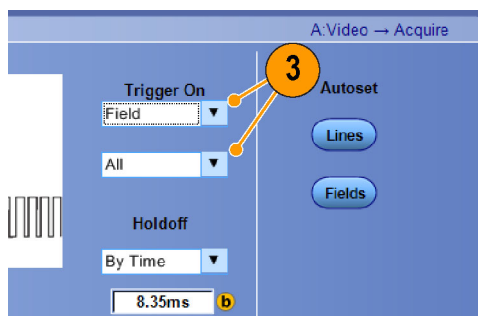 A:Video → Acquire
3
Trigger On
Autoset
Field
Lines
All
Fields
Holdoff
By Time
8.35ms
b